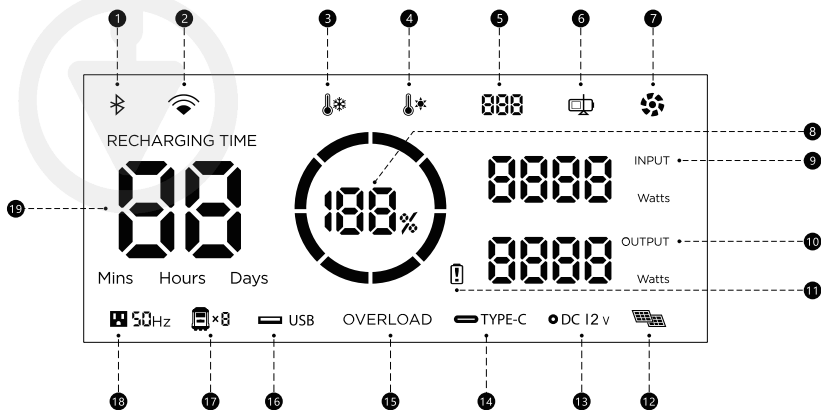 1 2 3 4 5 6 7
888
RECHARGING TIME
8
INPUT 9
8888
Watts
188%
88
19
OUTPUT 10
8888
Watts
11
Mins Hours Days
50Hz ×8 USB OVERLOAD TYPE-C DC 12 V
18 17 16 15 14 13 12